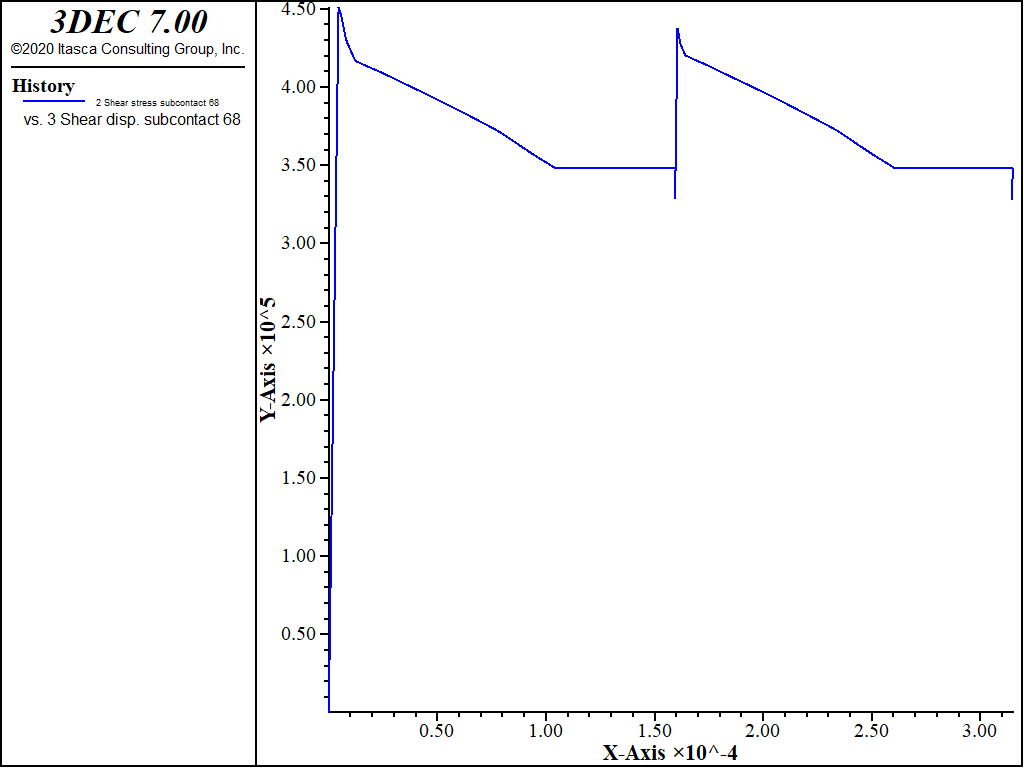 3DEC 7.00
©2020 Itasca Consulting Group, Inc.
History
2 Shear stress subcontact 68
vs. 3 Shear disp. subcontact 68
4.50
4.00
3.50
3.00
2.50
2.00
1.50
1.00
0.50
Y-Axis ×10^5
0.50 1.00 1.50 2.00 2.50 3.00
X-Axis ×10^-4